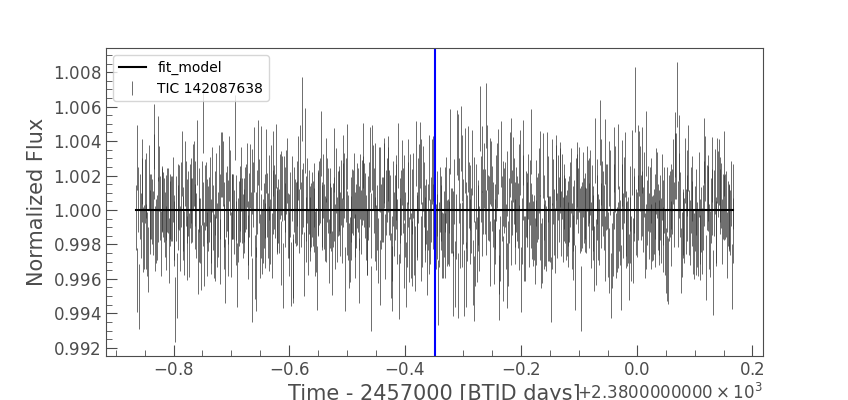 fit_model
TIC 142087638
Normalized Flux
1.008
1.006
1.004
1.002
1.000
0.998
0.996
0.994
0.992
−0.8 −0.6 −0.4 −0.2 0.0 0.2
Time - 2457000 [BTJD days]
+2.3800000000 × 10³